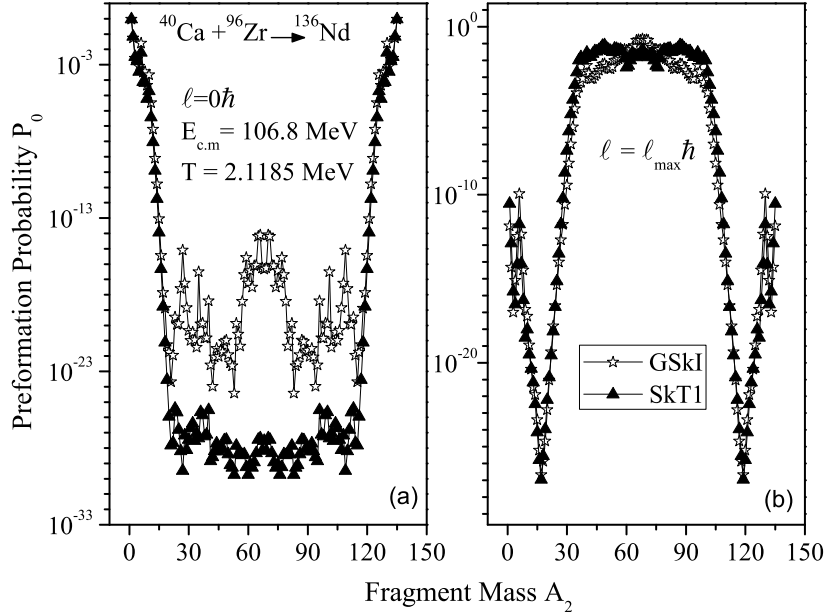 ⁴⁰Ca + ⁹⁶Zr → ¹³⁶Nd
ℓ=0ħ
E_c.m = 106.8 MeV
T = 2.1185 MeV
(a)
10⁻³
10⁻¹³
10⁻²³
10⁻³³
Preformation Probability P₀
0 30 60 90 120 150
ℓ = ℓ_max ħ
GSkI
SkT1
(b)
10⁰
10⁻¹⁰
10⁻²⁰
0 30 60 90 120 150
Fragment Mass A₂